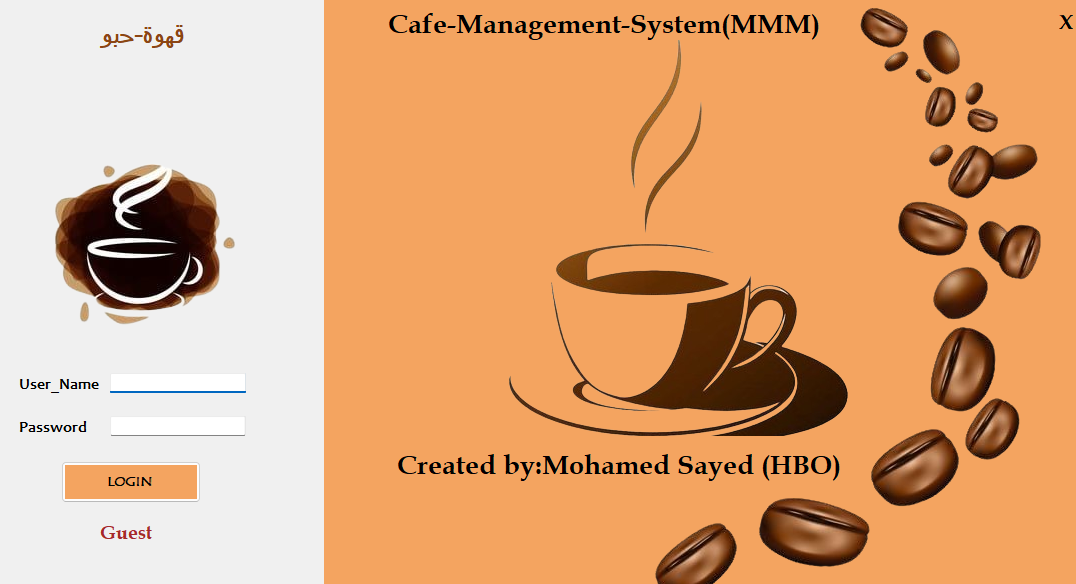 قهوة-حبو
User_Name
Password
LOGIN
Guest
Cafe-Management-System(MMM)
X
Created by:Mohamed Sayed (HBO)